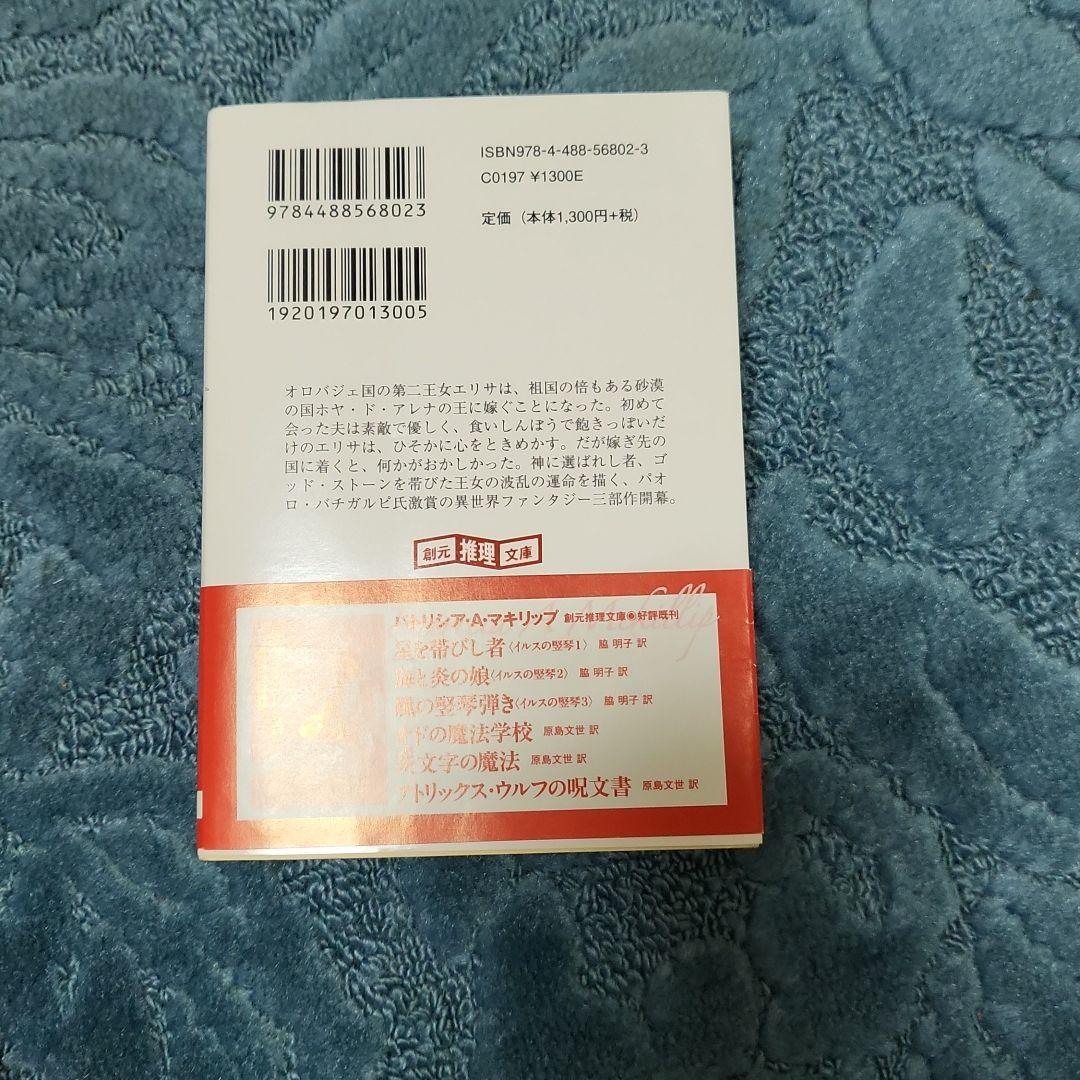 ISBN978-4-488-56802-3
C0197 ¥1300E
定価（本体1,300円+税）
9784488568023
1920197013005
オロバジェ国の第二王女エリサは、祖国の倍もある砂漠
の国ホヤ・ド・アレナの王に嫁ぐことになった。初めて
会った夫は素敵で優しく、食いしんぼうで飽きっぽいだ
けのエリサは、ひそかに心をときめかす。だが嫁ぎ先の
国に着くと、何かがおかしかった。神に選ばれし者、ゴ
ッド・ストーンを帯びた王女の波乱の運命を描く、パオ
ロ・バチガルピ氏激賞の異世界ファンタジー三部作開幕。
創元推理文庫
パトリシア・A・マキリップ 創元推理文庫◉好評既刊
星を帯びし者〈イルスの竪琴1〉 脇 明子 訳
海と炎の娘〈イルスの竪琴2〉 脇 明子 訳
風の竪琴弾き〈イルスの竪琴3〉 脇 明子 訳
オドの魔法学校 原島文世 訳
茨文字の魔法 原島文世 訳
アトリックス・ウルフの呪文書 原島文世 訳